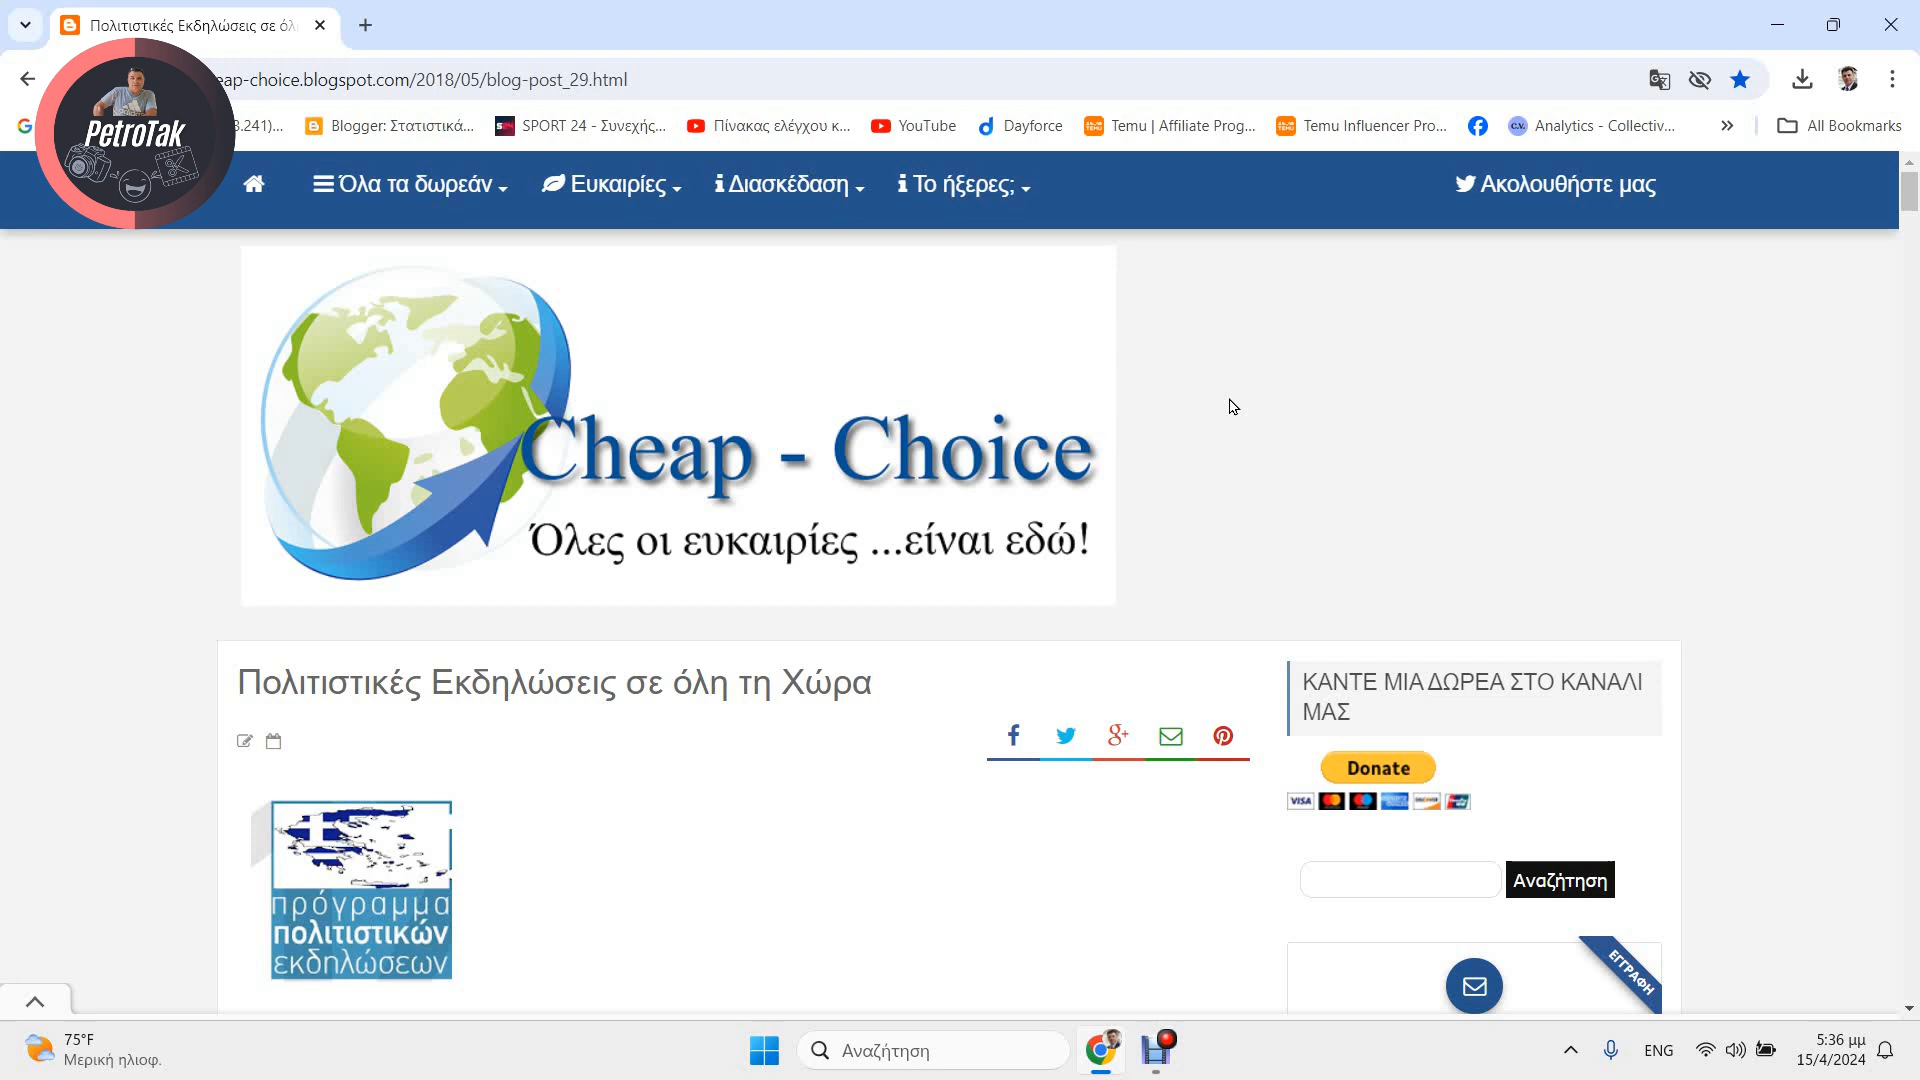 Πολιτιστικές Εκδηλώσεις σε όλ
eap-choice.blogspot.com/2018/05/blog-post_29.html
PetroTak
3.241)...
Blogger: Στατιστικά...
SPORT 24 - Συνεχής...
Πίνακας ελέγχου κ...
YouTube
Dayforce
Temu | Affiliate Prog...
Temu Influencer Pro...
Analytics - Collectiv...
All Bookmarks
Όλα τα δωρεάν
Ευκαιρίες
Διασκέδαση
Το ήξερες;
Ακολουθήστε μας
Cheap - Choice
Όλες οι ευκαιρίες ...είναι εδώ!
Πολιτιστικές Εκδηλώσεις σε όλη τη Χώρα
πρόγραμμα
πολιτιστικών
εκδηλώσεων
ΚΑΝΤΕ ΜΙΑ ΔΩΡΕΑ ΣΤΟ ΚΑΝΑΛΙ
ΜΑΣ
Donate
VISA
Αναζήτηση
ΕΓΓΡΑΦΗ
75°F
Μερική ηλιοφ.
Αναζήτηση
ENG
5:36 μμ
15/4/2024